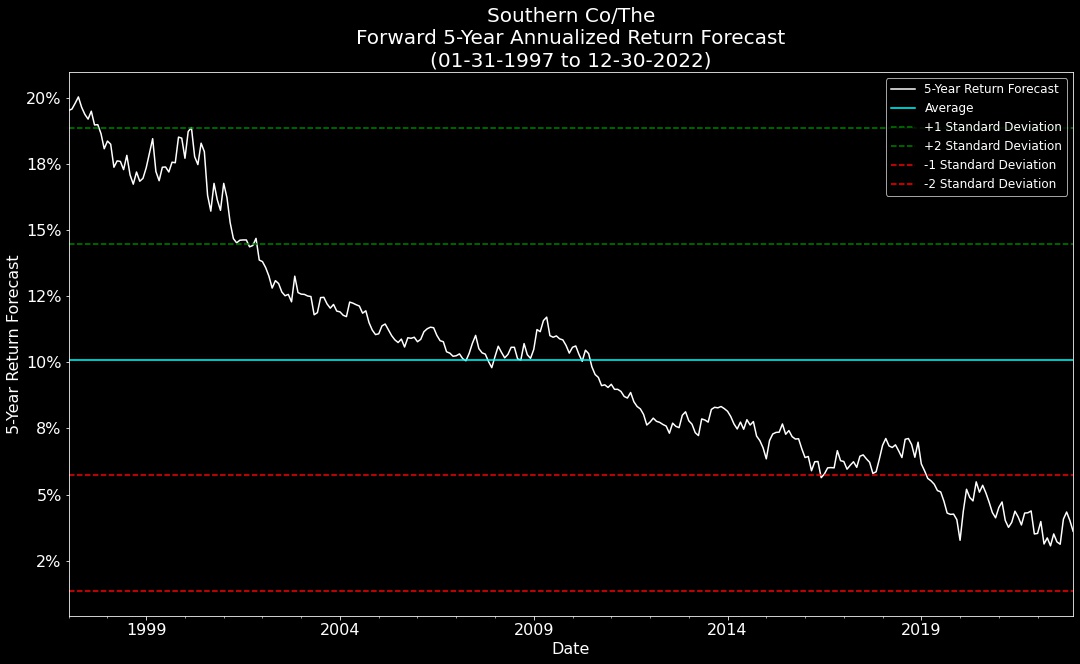 Southern Co/The
Forward 5-Year Annualized Return Forecast
(01-31-1997 to 12-30-2022)
5-Year Return Forecast
Average
+1 Standard Deviation
+2 Standard Deviation
-1 Standard Deviation
-2 Standard Deviation
5-Year Return Forecast
20%
18%
15%
12%
10%
8%
5%
2%
1999 2004 2009 2014 2019
Date